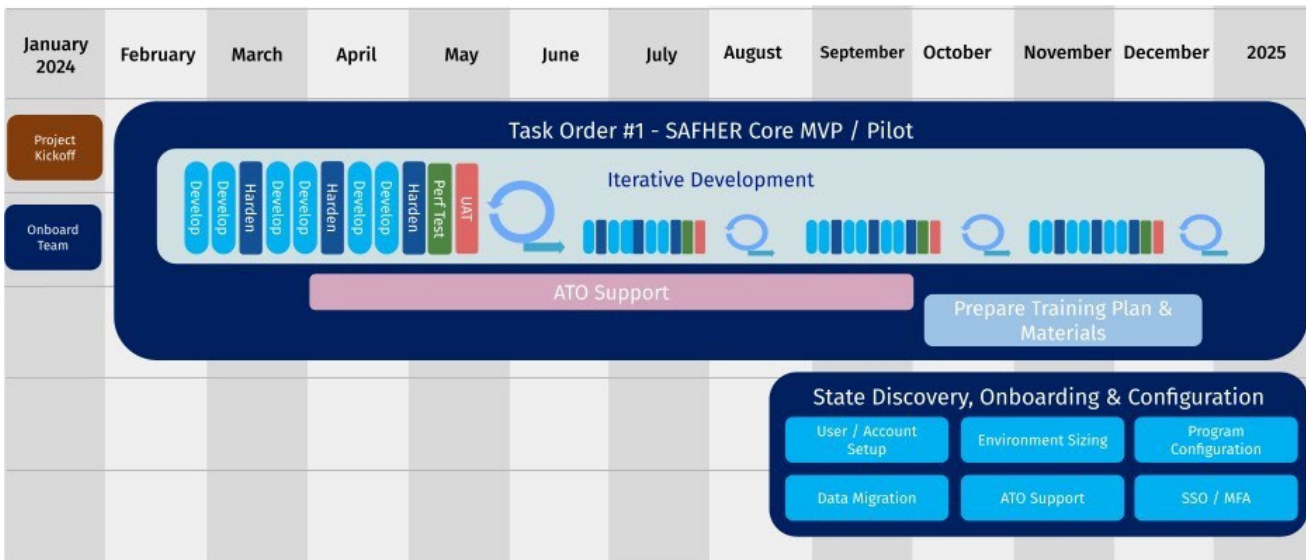 January
2024
February
March
April
May
June
July
August
September
October
November
December
2025
Project
Kickoff
Onboard
Team
Task Order #1 - SAFHER Core MVP / Pilot
Iterative Development
Develop
Develop
Harden
Develop
Develop
Harden
Develop
Develop
Harden
Perf Test
UAT
ATO Support
Prepare Training Plan &
Materials
State Discovery, Onboarding & Configuration
User / Account
Setup
Environment Sizing
Program
Configuration
Data Migration
ATO Support
SSO / MFA